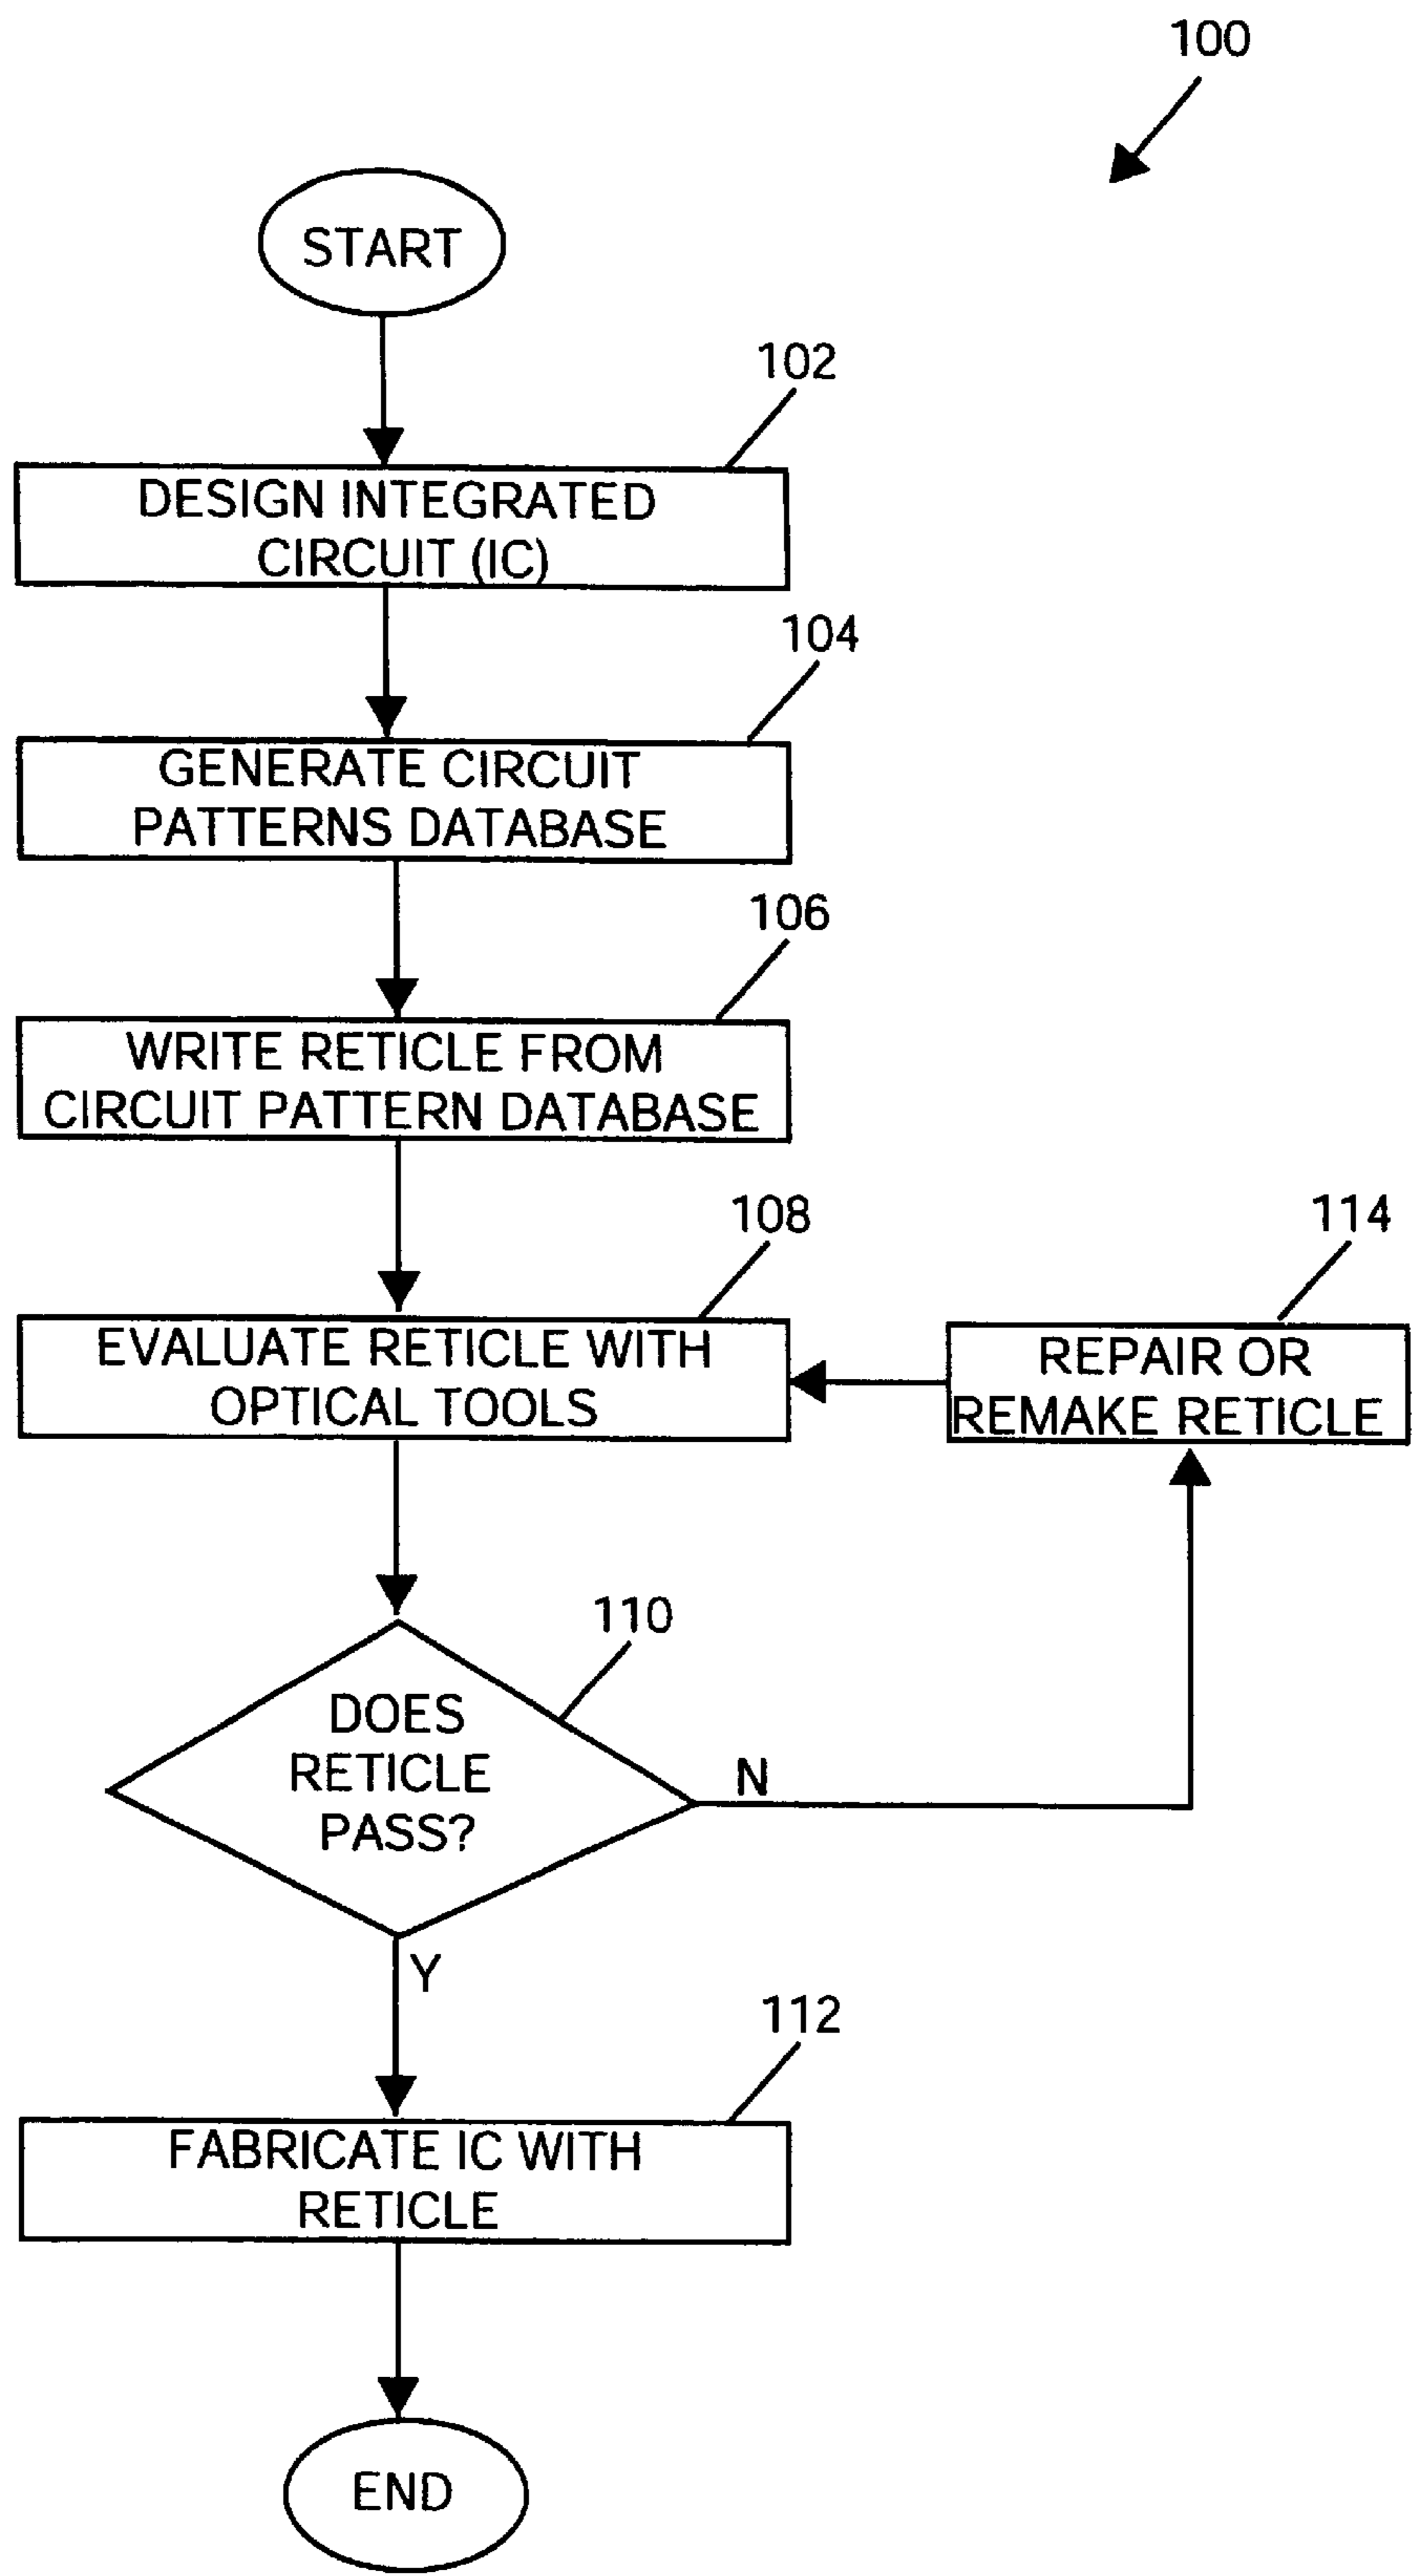 100
START
102
DESIGN INTEGRATED
CIRCUIT (IC)
104
GENERATE CIRCUIT
PATTERNS DATABASE
106
WRITE RETICLE FROM
CIRCUIT PATTERN DATABASE
108
EVALUATE RETICLE WITH
OPTICAL TOOLS
114
REPAIR OR
REMAKE RETICLE
110
DOES
RETICLE
PASS?
N
Y
112
FABRICATE IC WITH
RETICLE
END